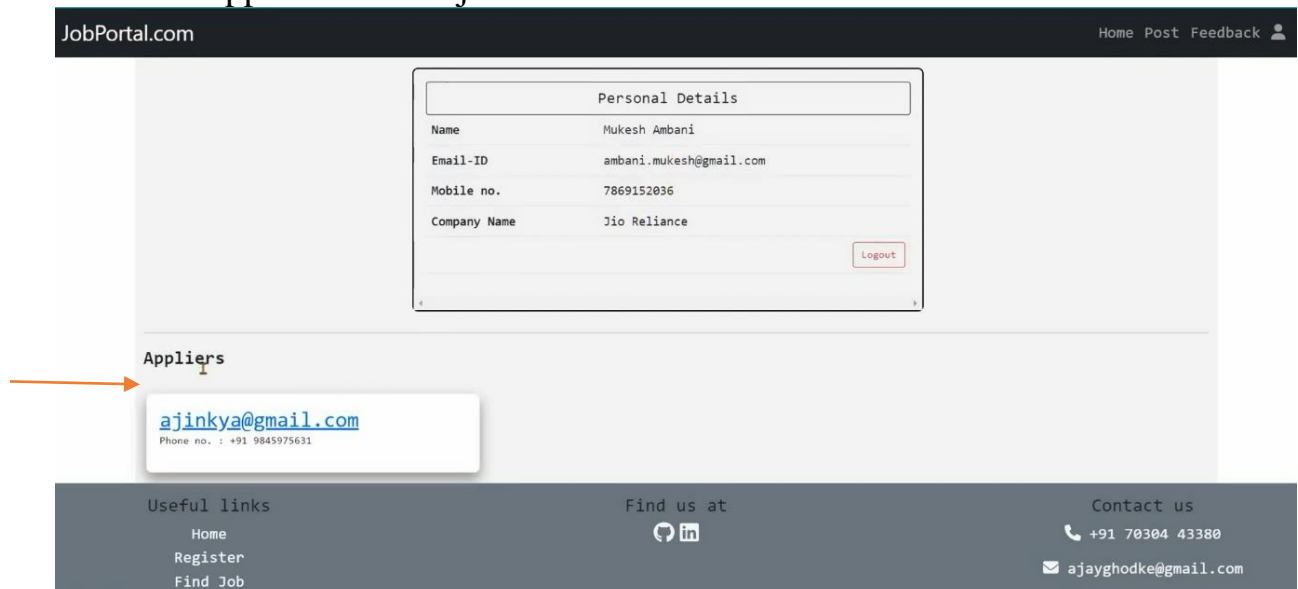 JobPortal.com
Home Post Feedback
Personal Details
Name Mukesh Ambani
Email-ID ambani.mukesh@gmail.com
Mobile no. 7869152036
Company Name Jio Reliance
Logout
Appliers
ajinkya@gmail.com
Phone no. : +91 9845975631
Useful links
Home
Register
Find Job
Find us at
in
Contact us
+91 70304 43380
ajayghodke@gmail.com